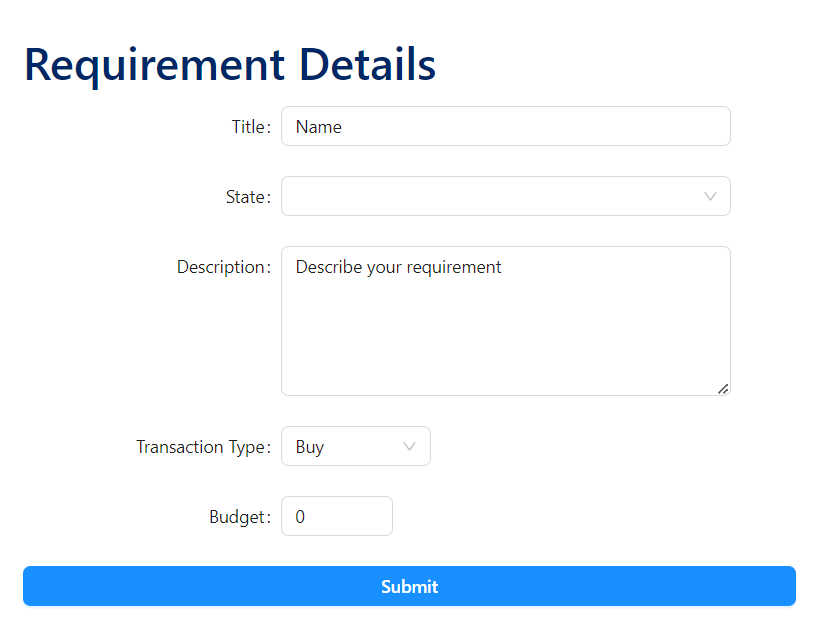 Requirement Details
Title: Name
State:
Description: Describe your requirement
Transaction Type: Buy
Budget: 0
Submit